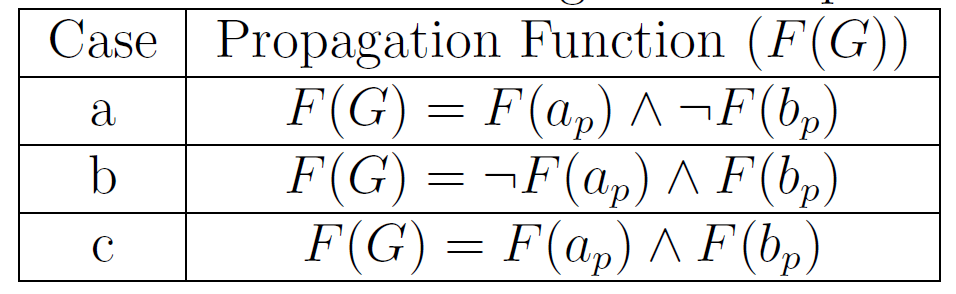 Case Propagation Function (F(G))
a F(G) = F(a_p) ∧ ¬F(b_p)
b F(G) = ¬F(a_p) ∧ F(b_p)
c F(G) = F(a_p) ∧ F(b_p)